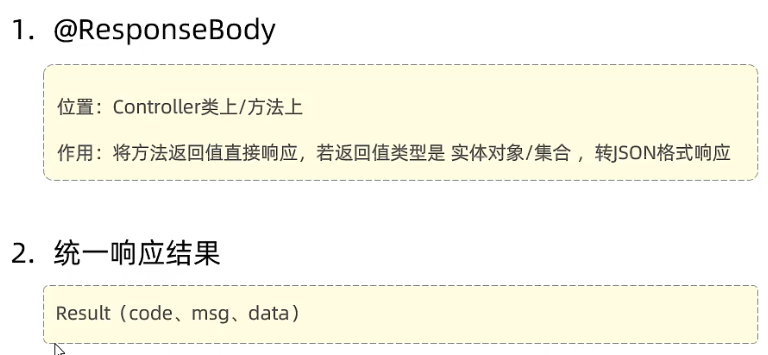 1. @ResponseBody
位置：Controller类上/方法上
作用：将方法返回值直接响应，若返回值类型是 实体对象/集合 ，转JSON格式响应
2. 统一响应结果
Result（code、msg、data）